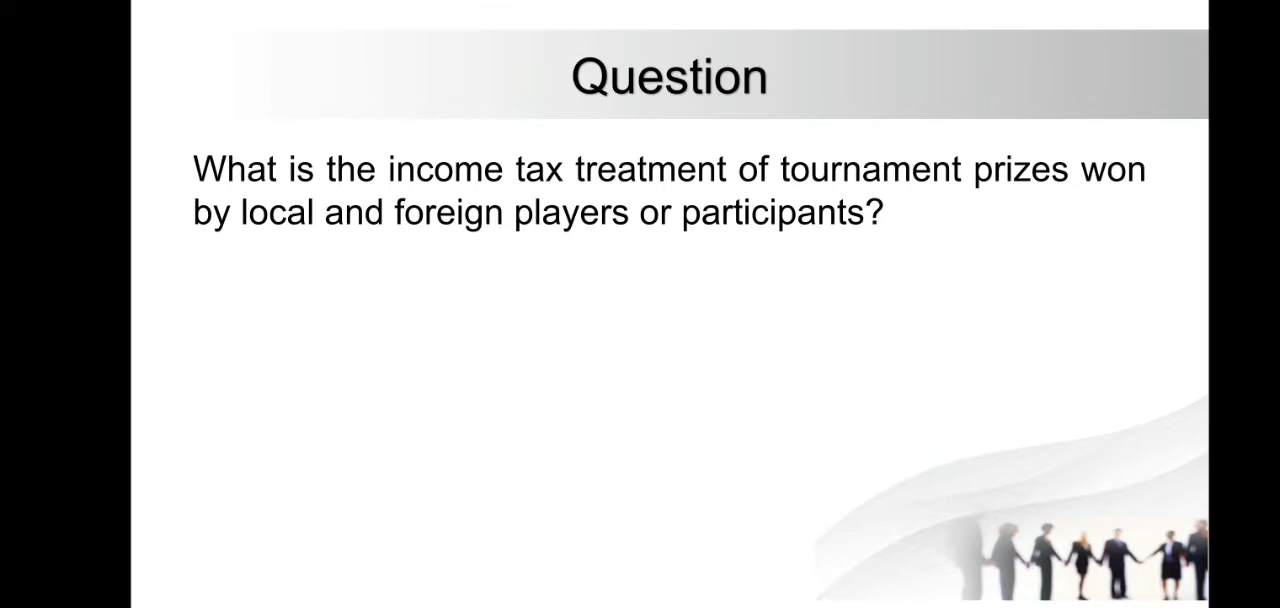 Question
What is the income tax treatment of tournament prizes won
by local and foreign players or participants?